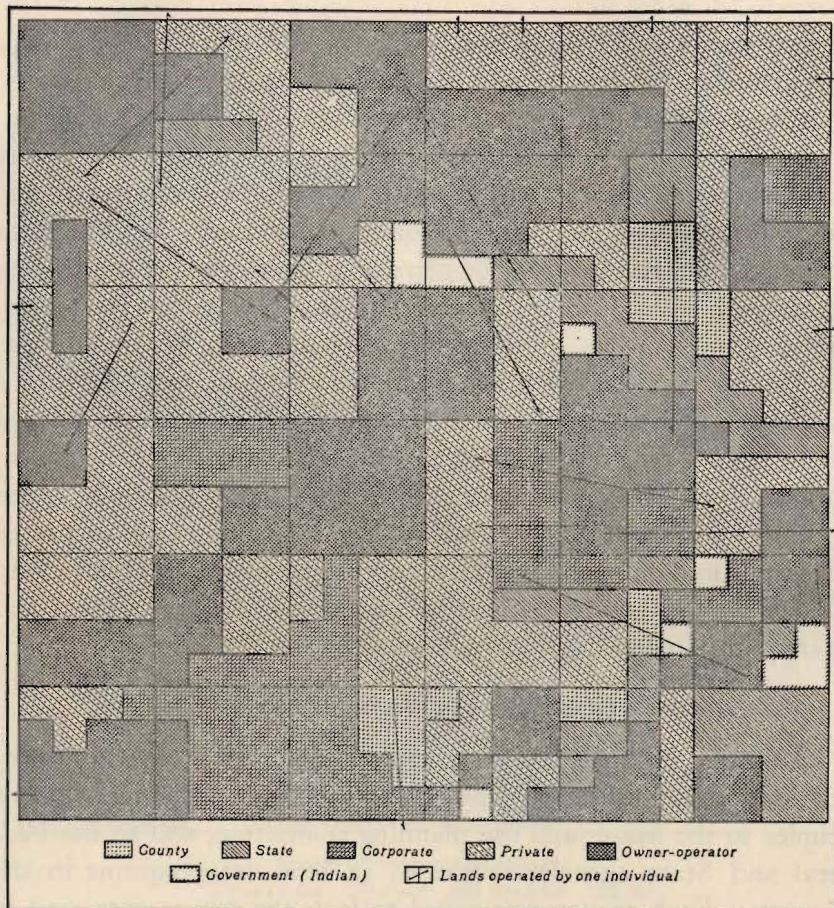 County State Corporate Private Owner-operator
Government (Indian) Lands operated by one individual